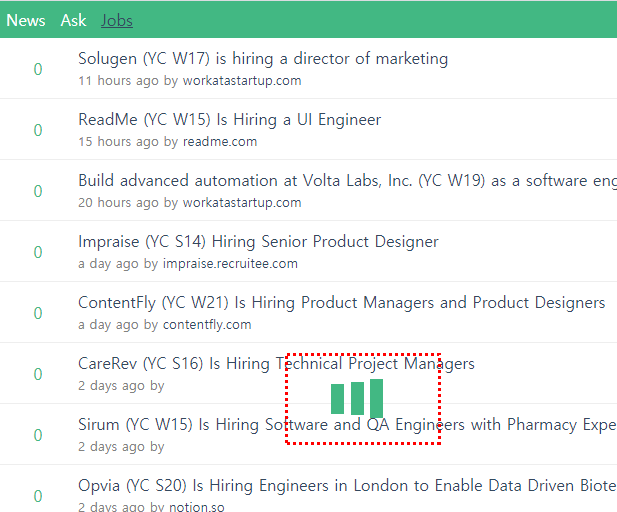 News Ask Jobs
0
Solugen (YC W17) is hiring a director of marketing
11 hours ago by workatastartup.com
0
ReadMe (YC W15) Is Hiring a UI Engineer
15 hours ago by readme.com
0
Build advanced automation at Volta Labs, Inc. (YC W19) as a software eng
20 hours ago by workatastartup.com
0
Impraise (YC S14) Hiring Senior Product Designer
a day ago by impraise.recruitee.com
0
ContentFly (YC W21) Is Hiring Product Managers and Product Designers
a day ago by contentfly.com
0
CareRev (YC S16) Is Hiring Technical Project Managers
2 days ago by
0
Sirum (YC W15) Is Hiring Software and QA Engineers with Pharmacy Expe
2 days ago by
0
Opvia (YC S20) Is Hiring Engineers in London to Enable Data Driven Biote
2 days ago by notion.so